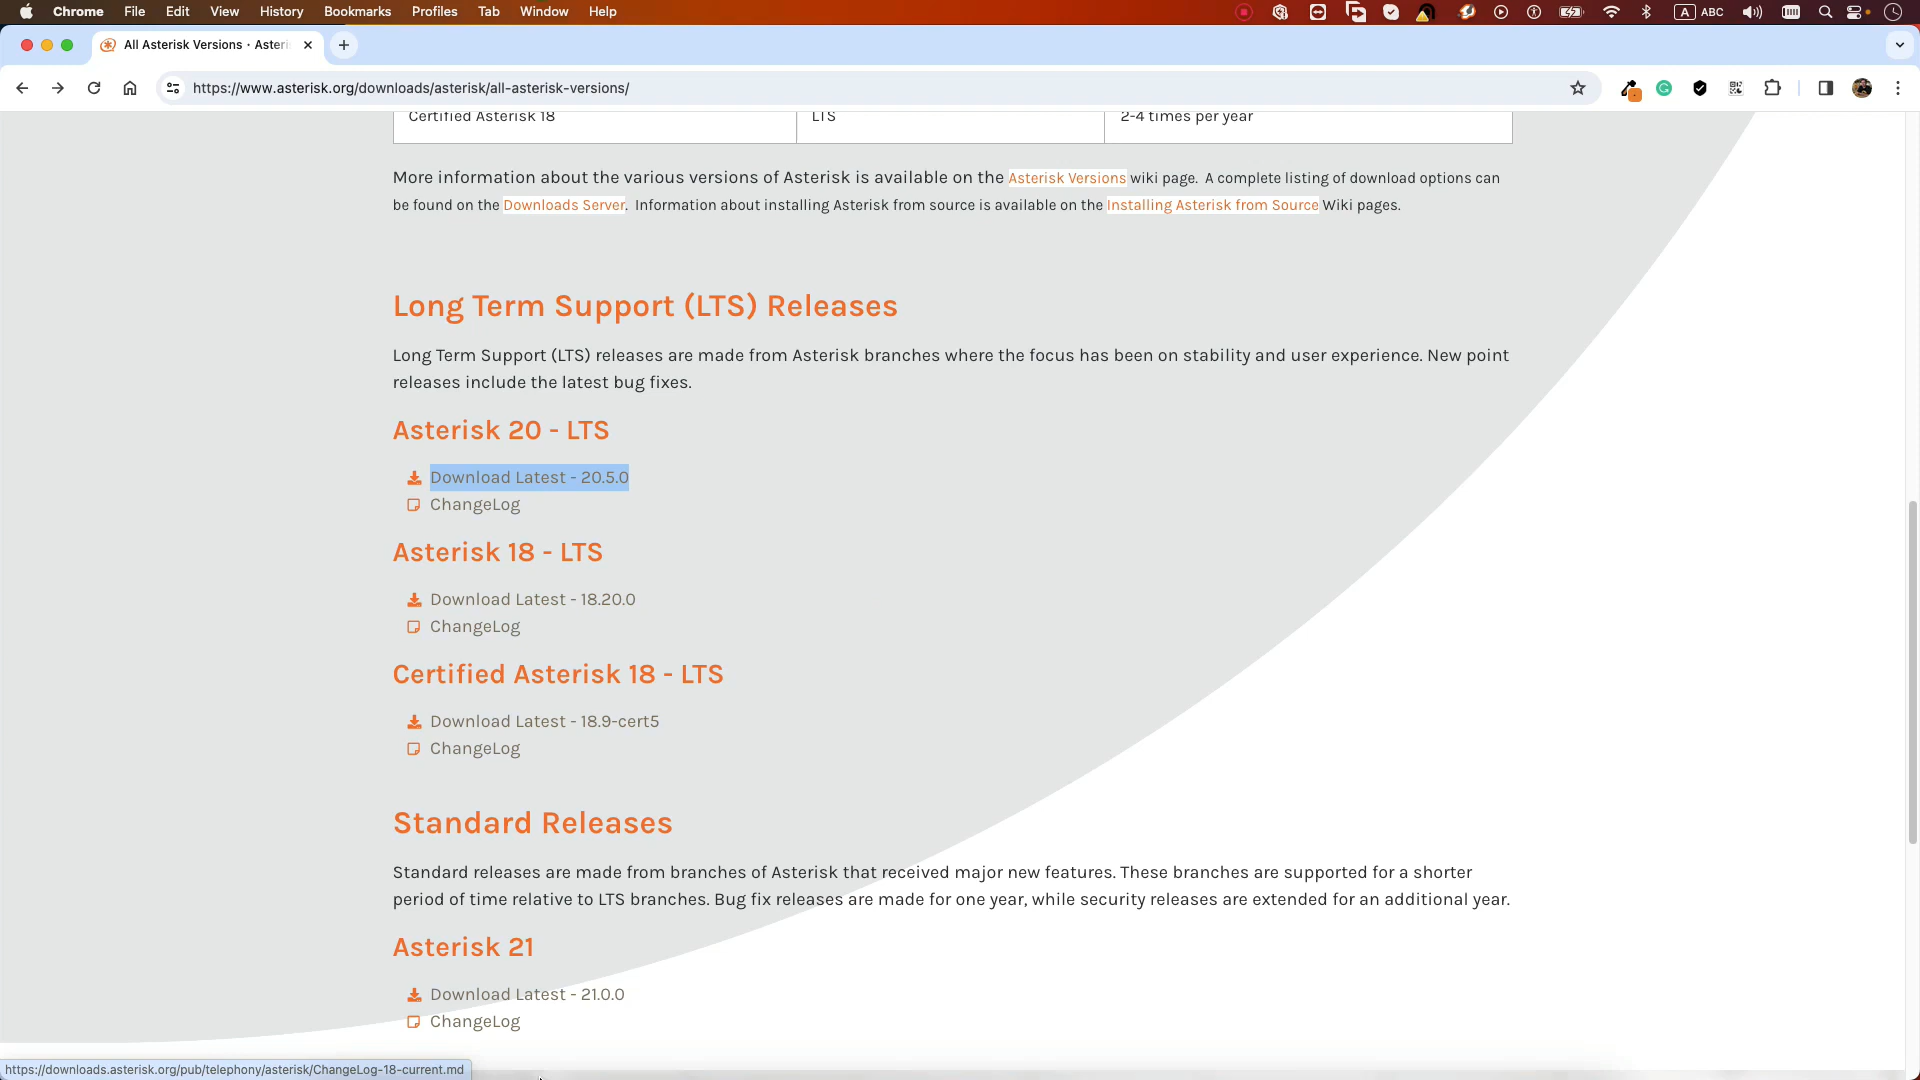 Chrome File Edit View History Bookmarks Profiles Tab Window Help A ABC
All Asterisk Versions · Asteri
https://www.asterisk.org/downloads/asterisk/all-asterisk-versions/
Certified Asterisk 18 LTS 2-4 times per year
More information about the various versions of Asterisk is available on the Asterisk Versions wiki page. A complete listing of download options can
be found on the Downloads Server. Information about installing Asterisk from source is available on the Installing Asterisk from Source Wiki pages.
Long Term Support (LTS) Releases
Long Term Support (LTS) releases are made from Asterisk branches where the focus has been on stability and user experience. New point
releases include the latest bug fixes.
Asterisk 20 - LTS
Download Latest - 20.5.0
ChangeLog
Asterisk 18 - LTS
Download Latest - 18.20.0
ChangeLog
Certified Asterisk 18 - LTS
Download Latest - 18.9-cert5
ChangeLog
Standard Releases
Standard releases are made from branches of Asterisk that received major new features. These branches are supported for a shorter
period of time relative to LTS branches. Bug fix releases are made for one year, while security releases are extended for an additional year.
Asterisk 21
Download Latest - 21.0.0
ChangeLog
https://downloads.asterisk.org/pub/telephony/asterisk/ChangeLog-18-current.md